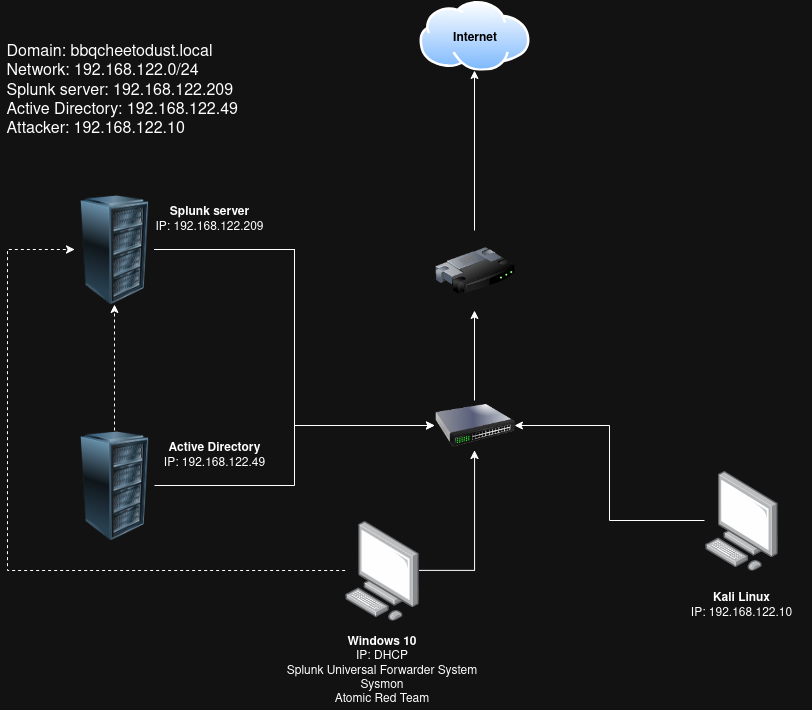 Internet
Domain: bbqcheetodust.local
Network: 192.168.122.0/24
Splunk server: 192.168.122.209
Active Directory: 192.168.122.49
Attacker: 192.168.122.10
Splunk server
IP: 192.168.122.209
Active Directory
IP: 192.168.122.49
Kali Linux
IP: 192.168.122.10
Windows 10
IP: DHCP
Splunk Universal Forwarder System
Sysmon
Atomic Red Team